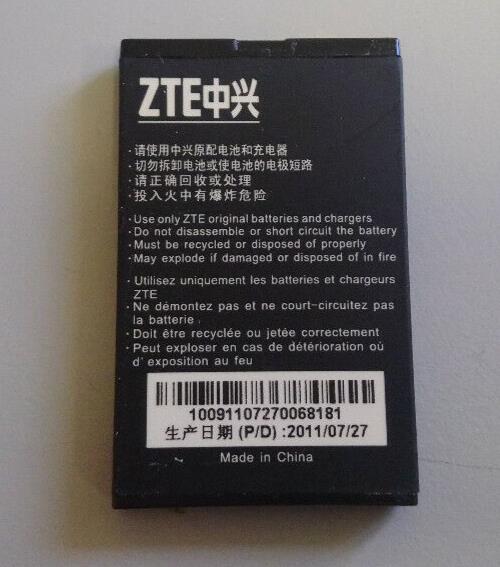 ZTE中兴
·请使用中兴原配电池和充电器
·切勿拆卸电池或使电池的电极短路
·请正确回收或处理
·投入火中有爆炸危险
·Use only ZTE original batteries and chargers
·Do not disassemble or short circuit the battery
·Must be recycled or disposed of properly
·May explode if damaged or disposed of in fire
·Utilisez uniquement les batteries et chargeurs
ZTE
·Ne démontez pas et ne court-circuitez pas
la batterie.
·Doit être recyclée ou jetée correctement
·Peut exploser en cas de détérioration où
d'exposition au feu
10091107270068181
生产日期 (P/D) :2011/07/27
Made in China